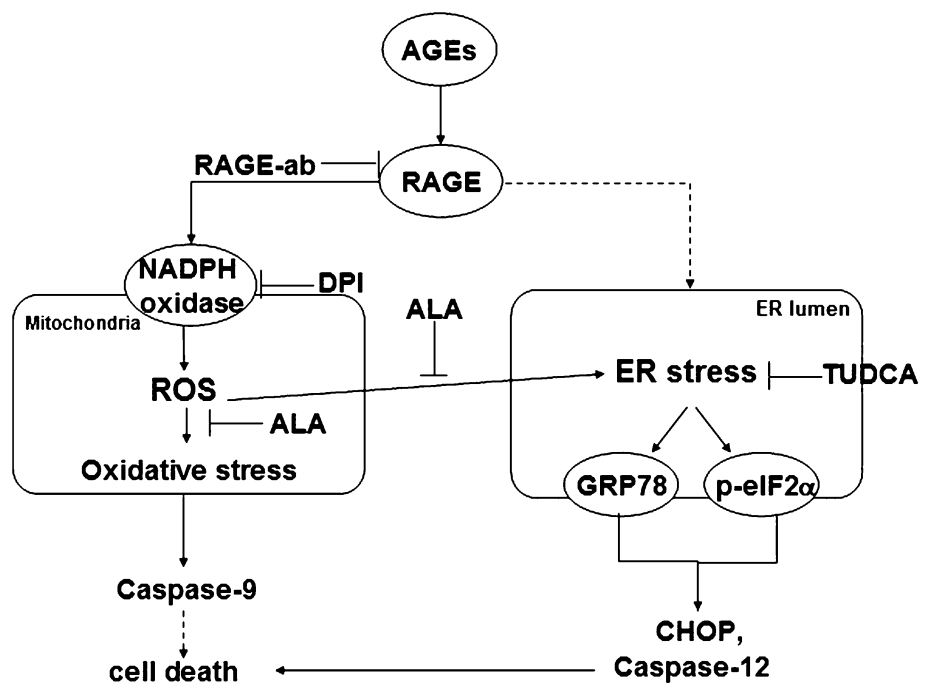 AGEs
RAGE-ab
RAGE
NADPH
oxidase
DPI
Mitochondria
ALA
ER lumen
ROS
ER stress
TUDCA
ALA
Oxidative stress
GRP78
p-eIF2α
Caspase-9
CHOP,
Caspase-12
cell death